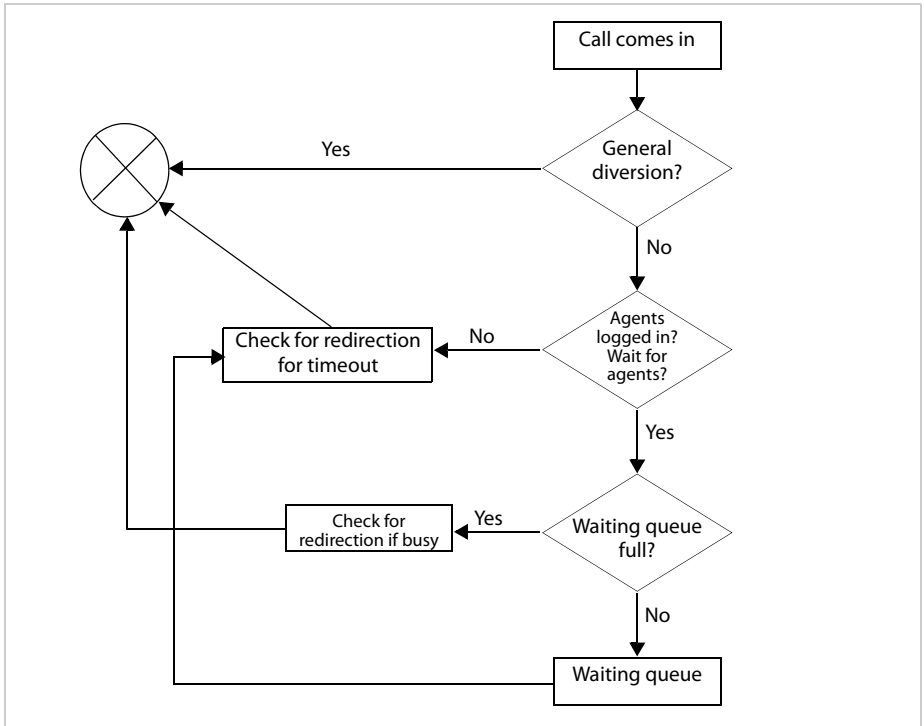 Call comes in
General
diversion?
Yes
No
Agents
logged in?
Wait for
agents?
No
Check for redirection
for timeout
Yes
Waiting queue
full?
Yes
Check for
redirection if busy
No
Waiting queue